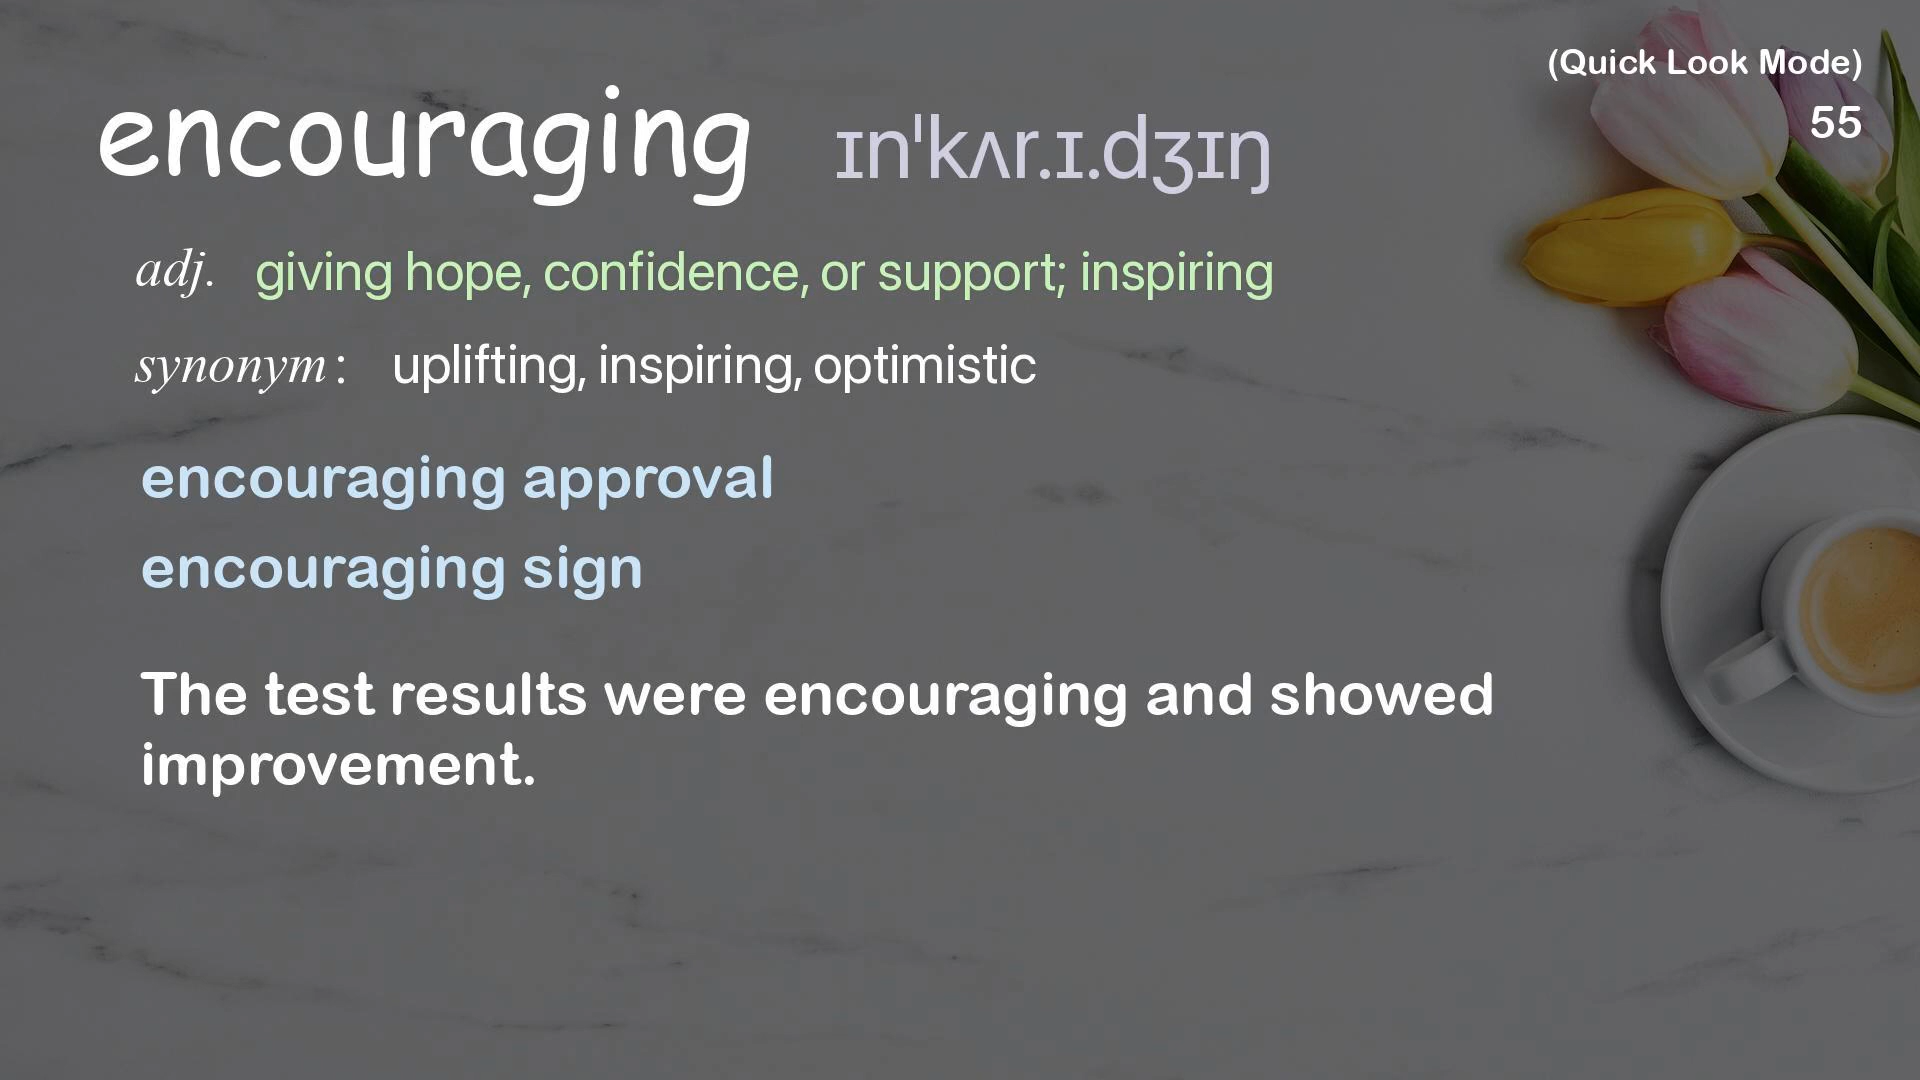 (Quick Look Mode)
55
encouraging ɪnˈkʌr.ɪ.dʒɪŋ
adj. giving hope, confidence, or support; inspiring
synonym: uplifting, inspiring, optimistic
encouraging approval
encouraging sign
The test results were encouraging and showed
improvement.